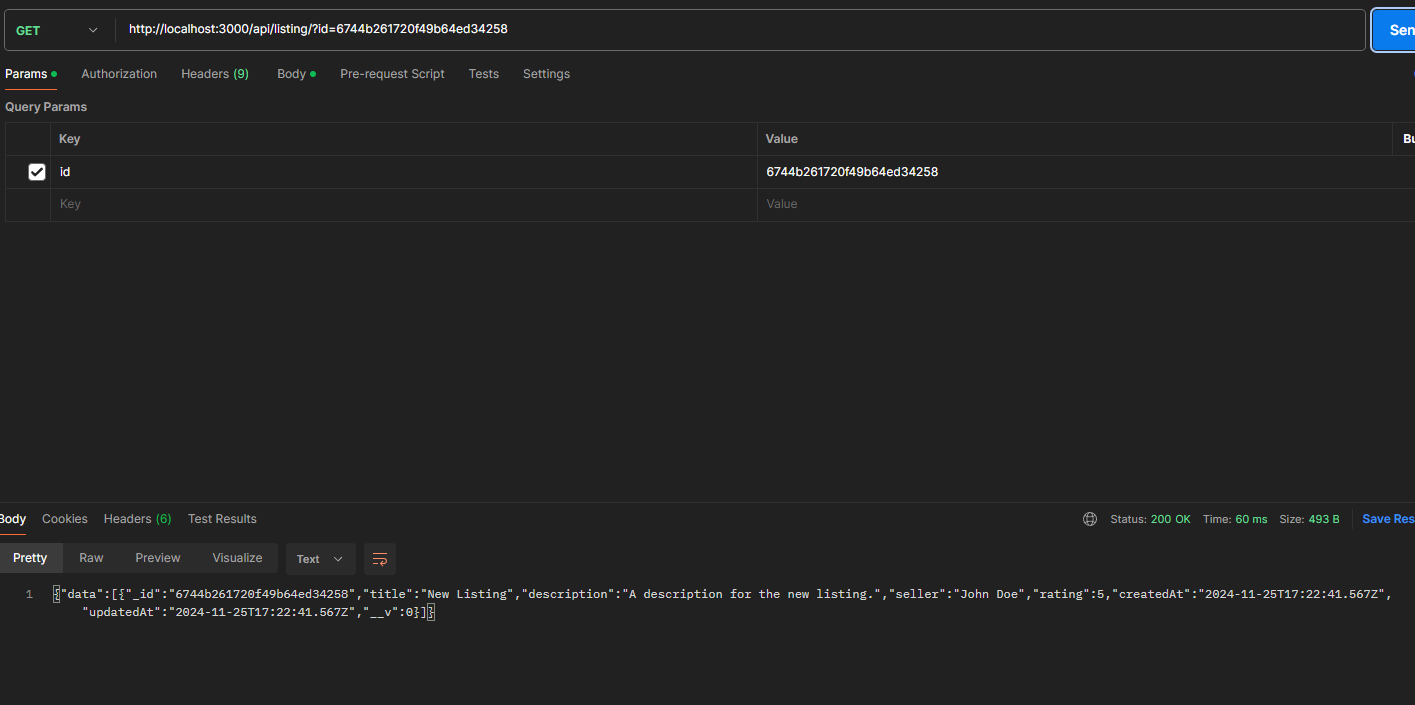 GET http://localhost:3000/api/listing/?id=6744b261720f49b64ed34258 Sen
Params Authorization Headers (9) Body Pre-request Script Tests Settings
Query Params
Key Value Bu
id 6744b261720f49b64ed34258
Key Value
Body Cookies Headers (6) Test Results Status: 200 OK Time: 60 ms Size: 493 B Save Res
Pretty Raw Preview Visualize Text
1 {"data":[{"_id":"6744b261720f49b64ed34258","title":"New Listing","description":"A description for the new listing.","seller":"John Doe","rating":5,"createdAt":"2024-11-25T17:22:41.567Z",
"updatedAt":"2024-11-25T17:22:41.567Z","__v":0}]}